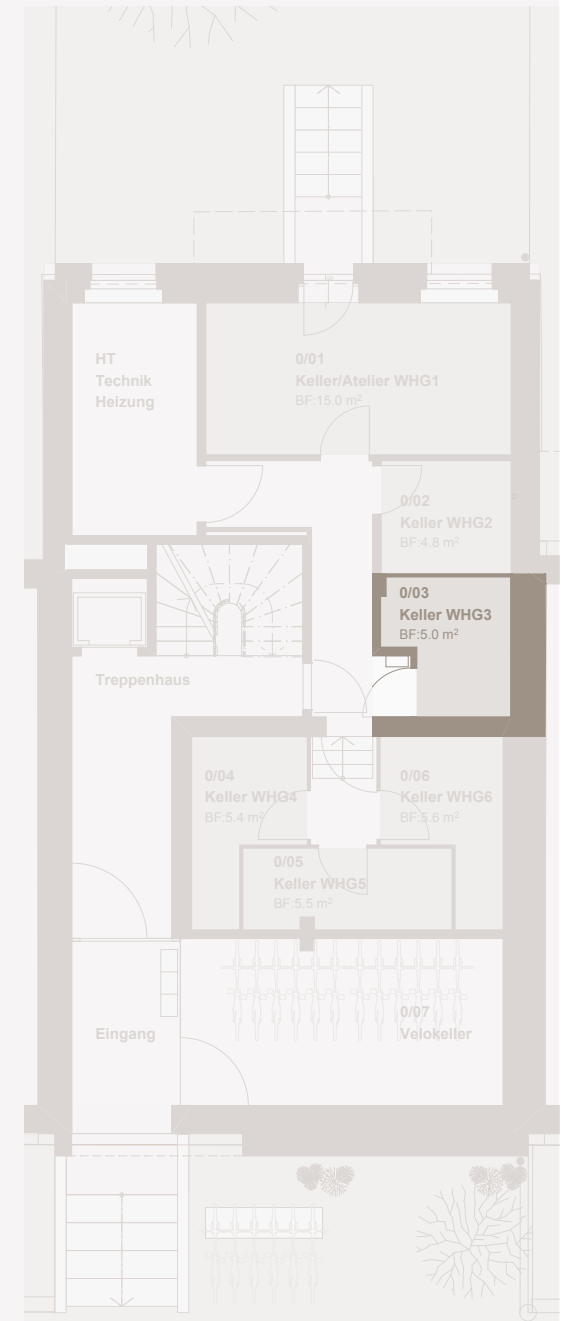 HT
Technik
Heizung
0/01
Keller/Atelier WHG1
BF:15.0 m²
0/02
Keller WHG2
BF:4.8 m²
0/03
Keller WHG3
BF:5.0 m²
Treppenhaus
0/04
Keller WHG4
BF:5.4 m²
0/06
Keller WHG6
BF:5.6 m²
0/05
Keller WHG5
BF:5.5 m²
Eingang
0/07
Velokeller